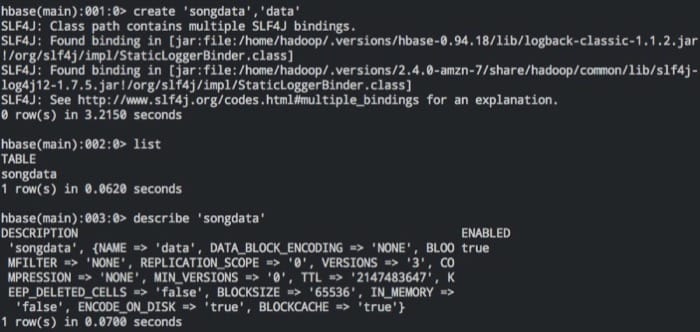 hbase(main):001:0> create 'songdata','data'
SLF4J: Class path contains multiple SLF4J bindings.
SLF4J: Found binding in [jar:file:/home/hadoop/.versions/hbase-0.94.18/lib/logback-classic-1.1.2.jar
!/org/slf4j/impl/StaticLoggerBinder.class]
SLF4J: Found binding in [jar:file:/home/hadoop/.versions/2.4.0-amzn-7/share/hadoop/common/lib/slf4j-
log4j12-1.7.5.jar!/org/slf4j/impl/StaticLoggerBinder.class]
SLF4J: See http://www.slf4j.org/codes.html#multiple_bindings for an explanation.
0 row(s) in 3.2150 seconds
hbase(main):002:0> list
TABLE
songdata
1 row(s) in 0.0620 seconds
hbase(main):003:0> describe 'songdata'
DESCRIPTION ENABLED
'songdata', {NAME => 'data', DATA_BLOCK_ENCODING => 'NONE', BLOO true
MFILTER => 'NONE', REPLICATION_SCOPE => '0', VERSIONS => '3', CO
MPRESSION => 'NONE', MIN_VERSIONS => '0', TTL => '2147483647', K
EEP_DELETED_CELLS => 'false', BLOCKSIZE => '65536', IN_MEMORY =>
'false', ENCODE_ON_DISK => 'true', BLOCKCACHE => 'true'}
1 row(s) in 0.0700 seconds